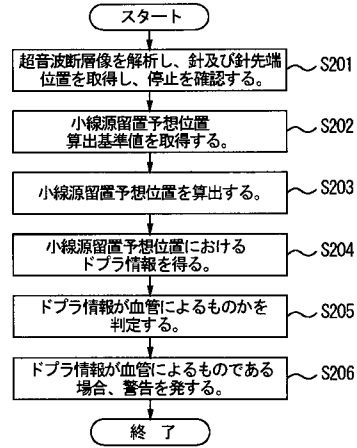 スタート
超音波断層像を解析し、針及び針先端
位置を取得し、停止を確認する。
S201
小線源留置予想位置
算出基準値を取得する。
S202
小線源留置予想位置を算出する。
S203
小線源留置予想位置における
ドプラ情報を得る。
S204
ドプラ情報が血管によるものかを
判定する。
S205
ドプラ情報が血管によるものである
場合、警告を発する。
S206
終了